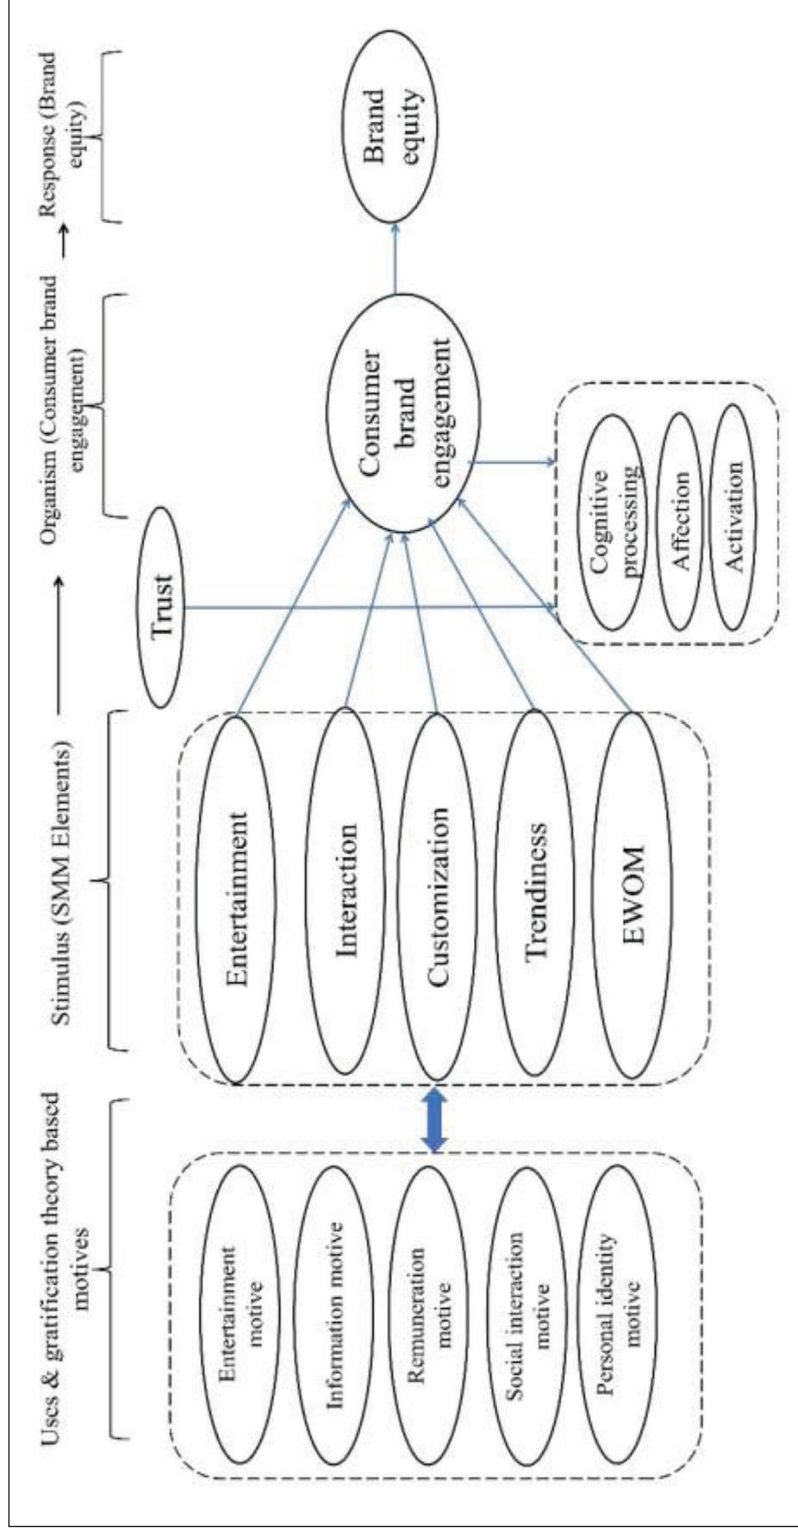 Uses & gratification theory based
motives
Stimulus (SMM Elements)
Organism (Consumer brand
engagement)
Response (Brand
equity)
Entertainment
motive
Information motive
Remuneration
motive
Social interaction
motive
Personal identity
motive
Entertainment
Interaction
Customization
Trendiness
EWOM
Trust
Consumer
brand
engagement
Cognitive
processing
Affection
Activation
Brand
equity